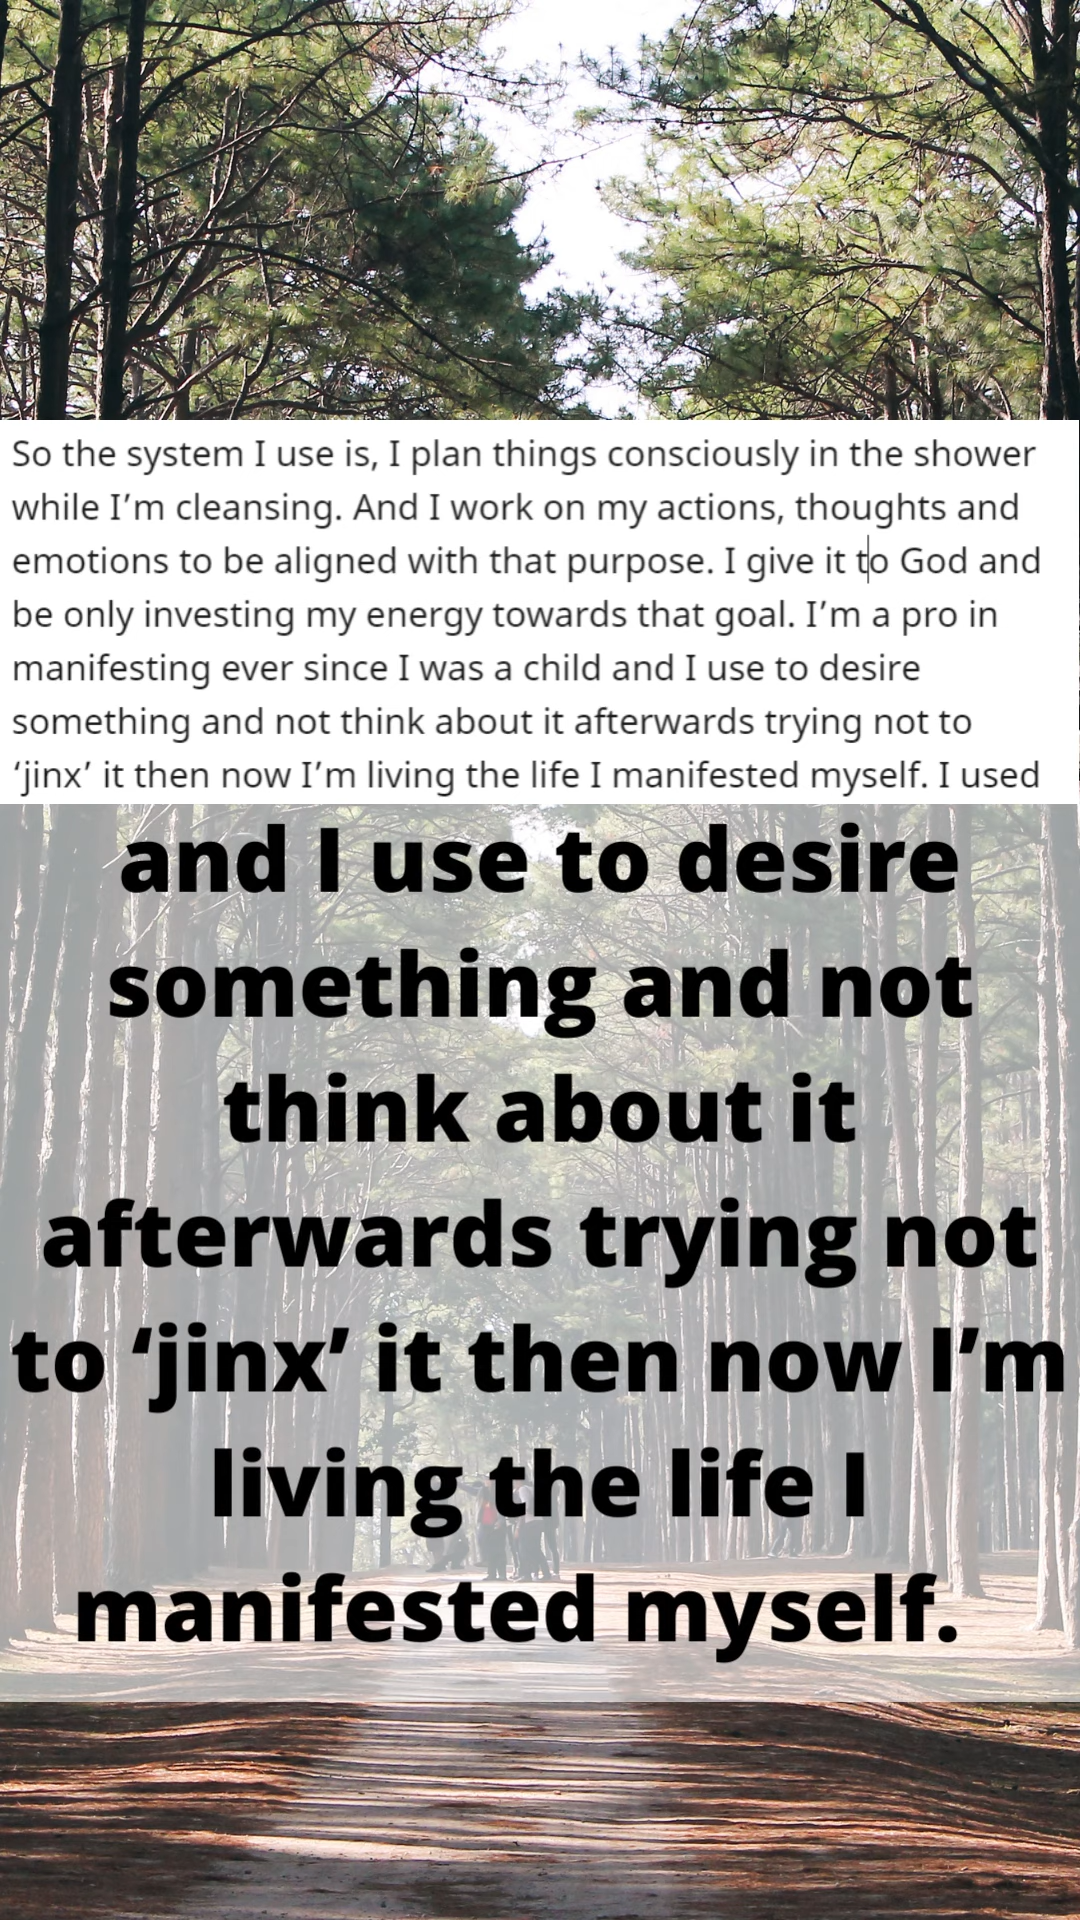 So the system I use is, I plan things consciously in the shower
while I’m cleansing. And I work on my actions, thoughts and
emotions to be aligned with that purpose. I give it to God and
be only investing my energy towards that goal. I’m a pro in
manifesting ever since I was a child and I use to desire
something and not think about it afterwards trying not to
‘jinx’ it then now I’m living the life I manifested myself. I used
and I use to desire
something and not
think about it
afterwards trying not
to ‘jinx’ it then now I’m
living the life I
manifested myself.